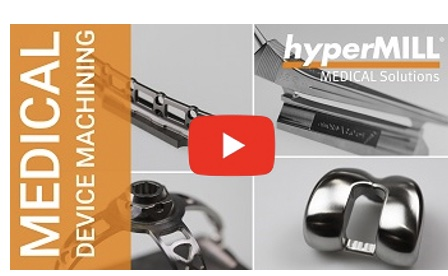 MEDICAL
DEVICE MACHINING
hyperMILL®
MEDICAL Solutions